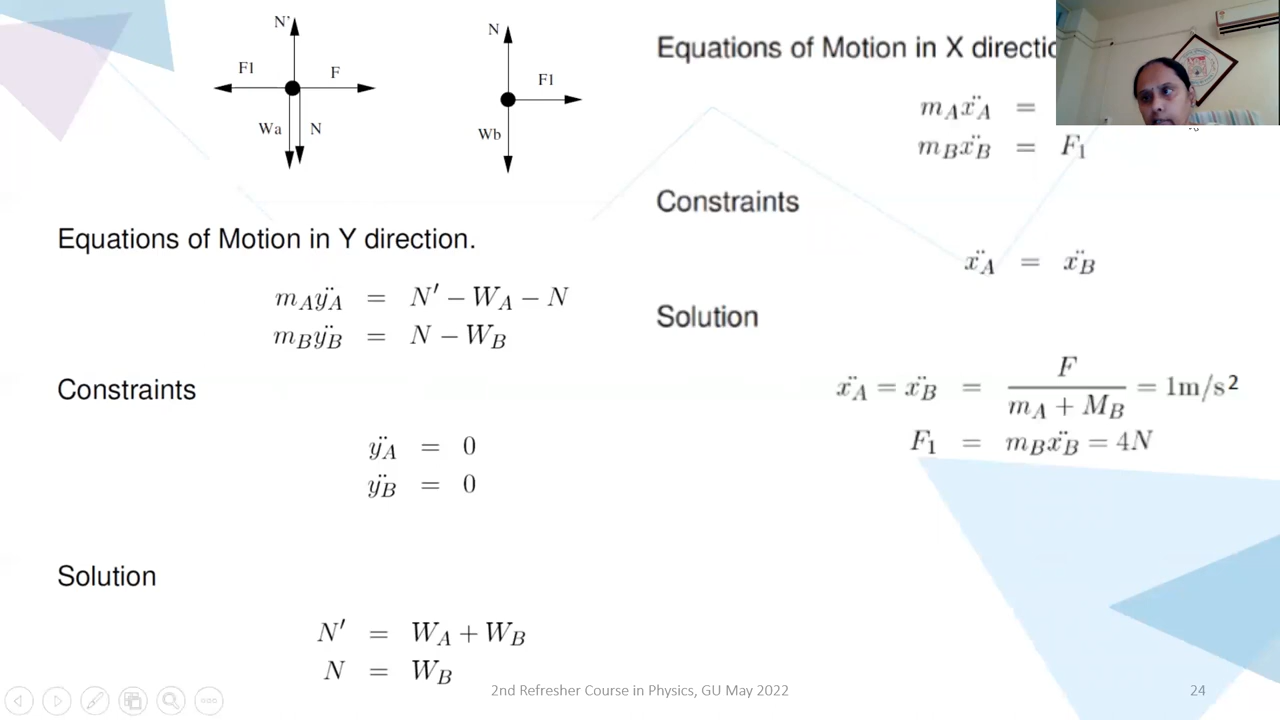 N'
F1
F
Wa
N
N
F1
Wb
Equations of Motion in Y direction.
m_A ÿ_A = N' − W_A − N
m_B ÿ_B = N − W_B
Constraints
ÿ_A = 0
ÿ_B = 0
Solution
N' = W_A + W_B
N = W_B
Equations of Motion in X directio
m_A ẍ_A =
m_B ẍ_B = F_1
Constraints
ẍ_A = ẍ_B
Solution
ẍ_A = ẍ_B = F / (m_A + M_B) = 1m/s2
F_1 = m_B ẍ_B = 4N
2nd Refresher Course in Physics, GU May 2022
24